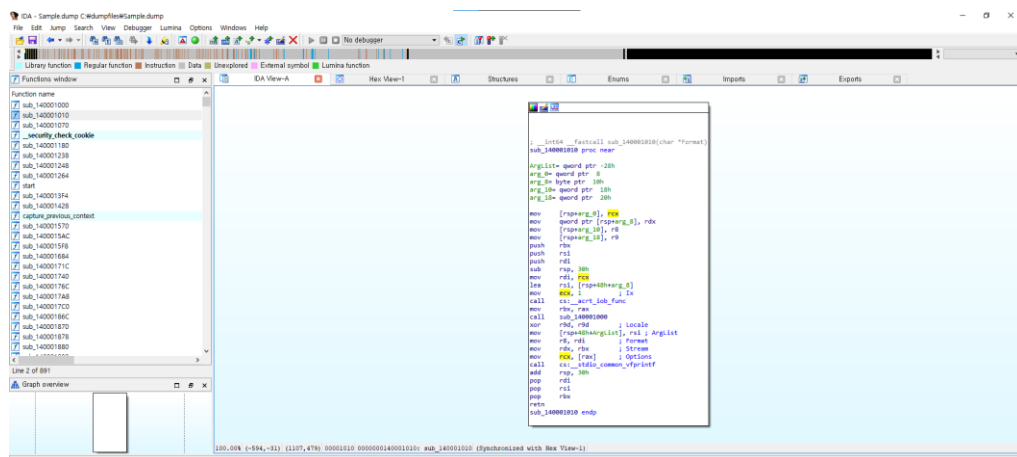 IDA - Sample.dump C:₩dumpfiles₩Sample.dump
File Edit Jump Search View Debugger Lumina Options Windows Help
No debugger
Library function Regular function Instruction Data Unexplored External symbol Lumina function
Functions window
IDA View-A Hex View-1 Structures Enums Imports Exports
Function name
sub_140001000
sub_140001010
sub_140001070
__security_check_cookie
sub_140001180
sub_140001238
sub_140001248
sub_140001264
start
sub_1400013F4
sub_140001428
capture_previous_context
sub_140001570
sub_1400015AC
sub_1400015F8
sub_140001684
sub_14000171C
sub_140001740
sub_14000176C
sub_1400017A8
sub_1400017C0
sub_14000186C
sub_140001870
sub_140001878
sub_140001880
Line 2 of 891
Graph overview
; __int64 __fastcall sub_140001010(char *Format)
sub_140001010 proc near
ArgList= qword ptr -28h
arg_0= qword ptr 8
arg_8= byte ptr 10h
arg_10= qword ptr 18h
arg_18= qword ptr 20h
mov [rsp+arg_0], rcx
mov qword ptr [rsp+arg_8], rdx
mov [rsp+arg_10], r8
mov [rsp+arg_18], r9
push rbx
push rsi
push rdi
sub rsp, 30h
mov rdi, rcx
lea rsi, [rsp+48h+arg_8]
mov ecx, 1 ; Ix
call cs:__acrt_iob_func
mov rbx, rax
call sub_140001000
xor r9d, r9d ; Locale
mov [rsp+48h+ArgList], rsi ; ArgList
mov r8, rdi ; Format
mov rdx, rbx ; Stream
mov rcx, [rax] ; Options
call cs:__stdio_common_vfprintf
add rsp, 30h
pop rdi
pop rsi
pop rbx
retn
sub_140001010 endp
100.00% (-594,-31) (1107,479) 00001010 0000000140001010: sub_140001010 (Synchronized with Hex View-1)